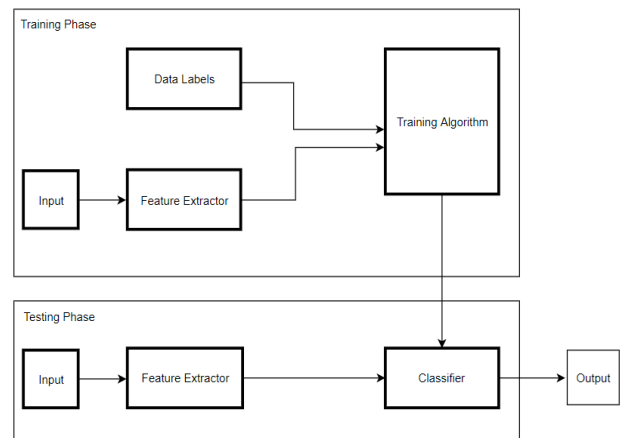 Training Phase
Data Labels
Training Algorithm
Input
Feature Extractor
Testing Phase
Input
Feature Extractor
Classifier
Output